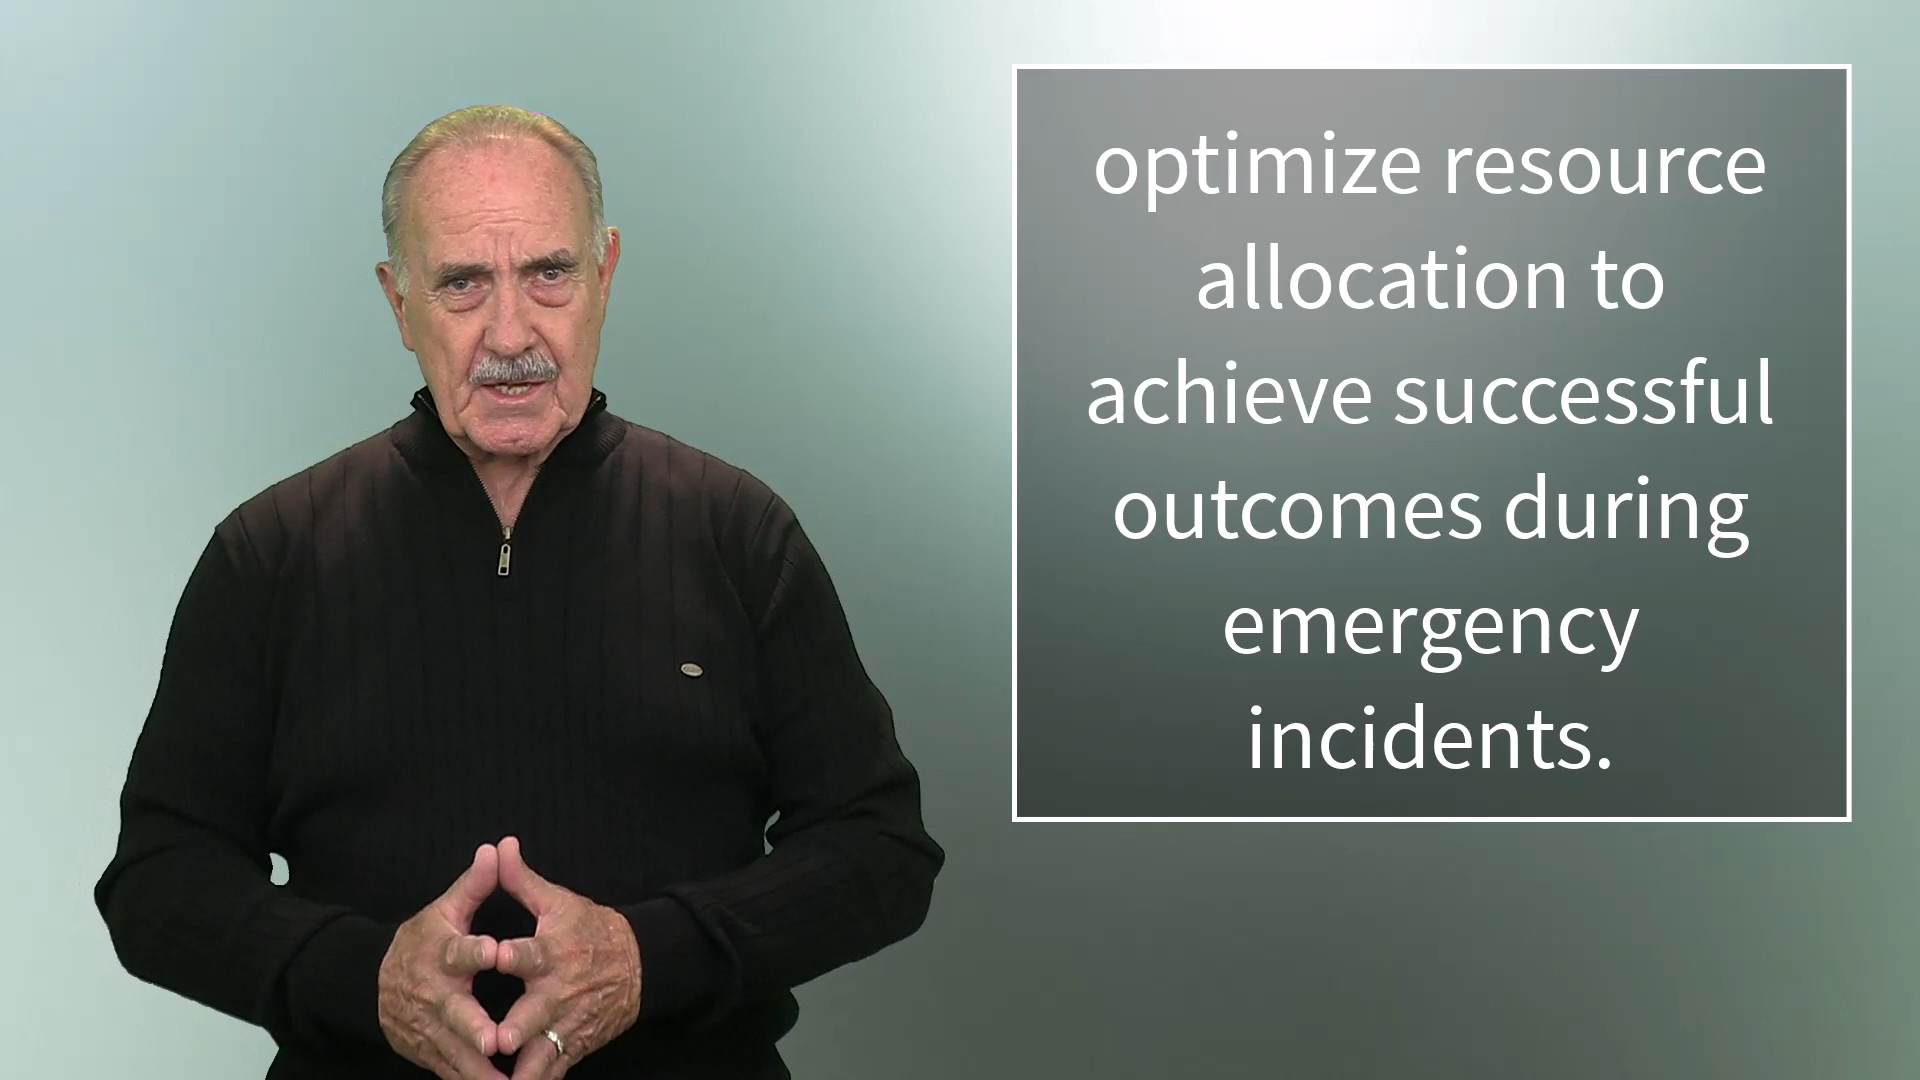 optimize resource
allocation to
achieve successful
outcomes during
emergency
incidents.